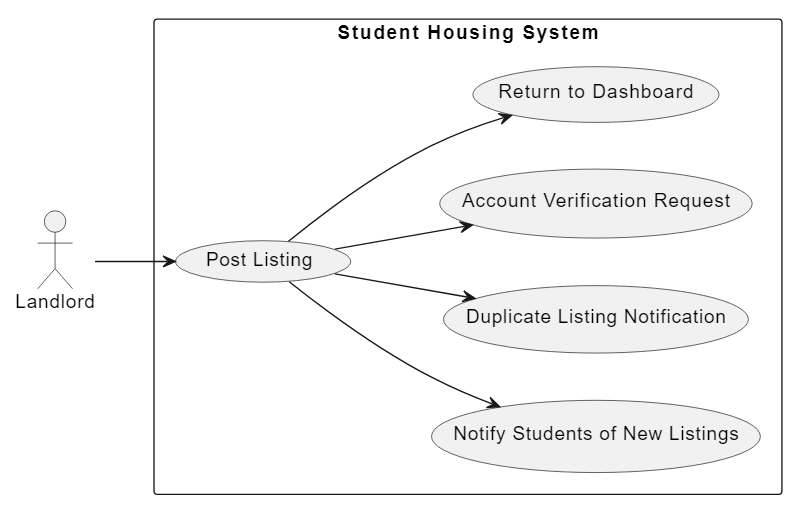 Student Housing System
Return to Dashboard
Account Verification Request
Post Listing
Landlord
Duplicate Listing Notification
Notify Students of New Listings